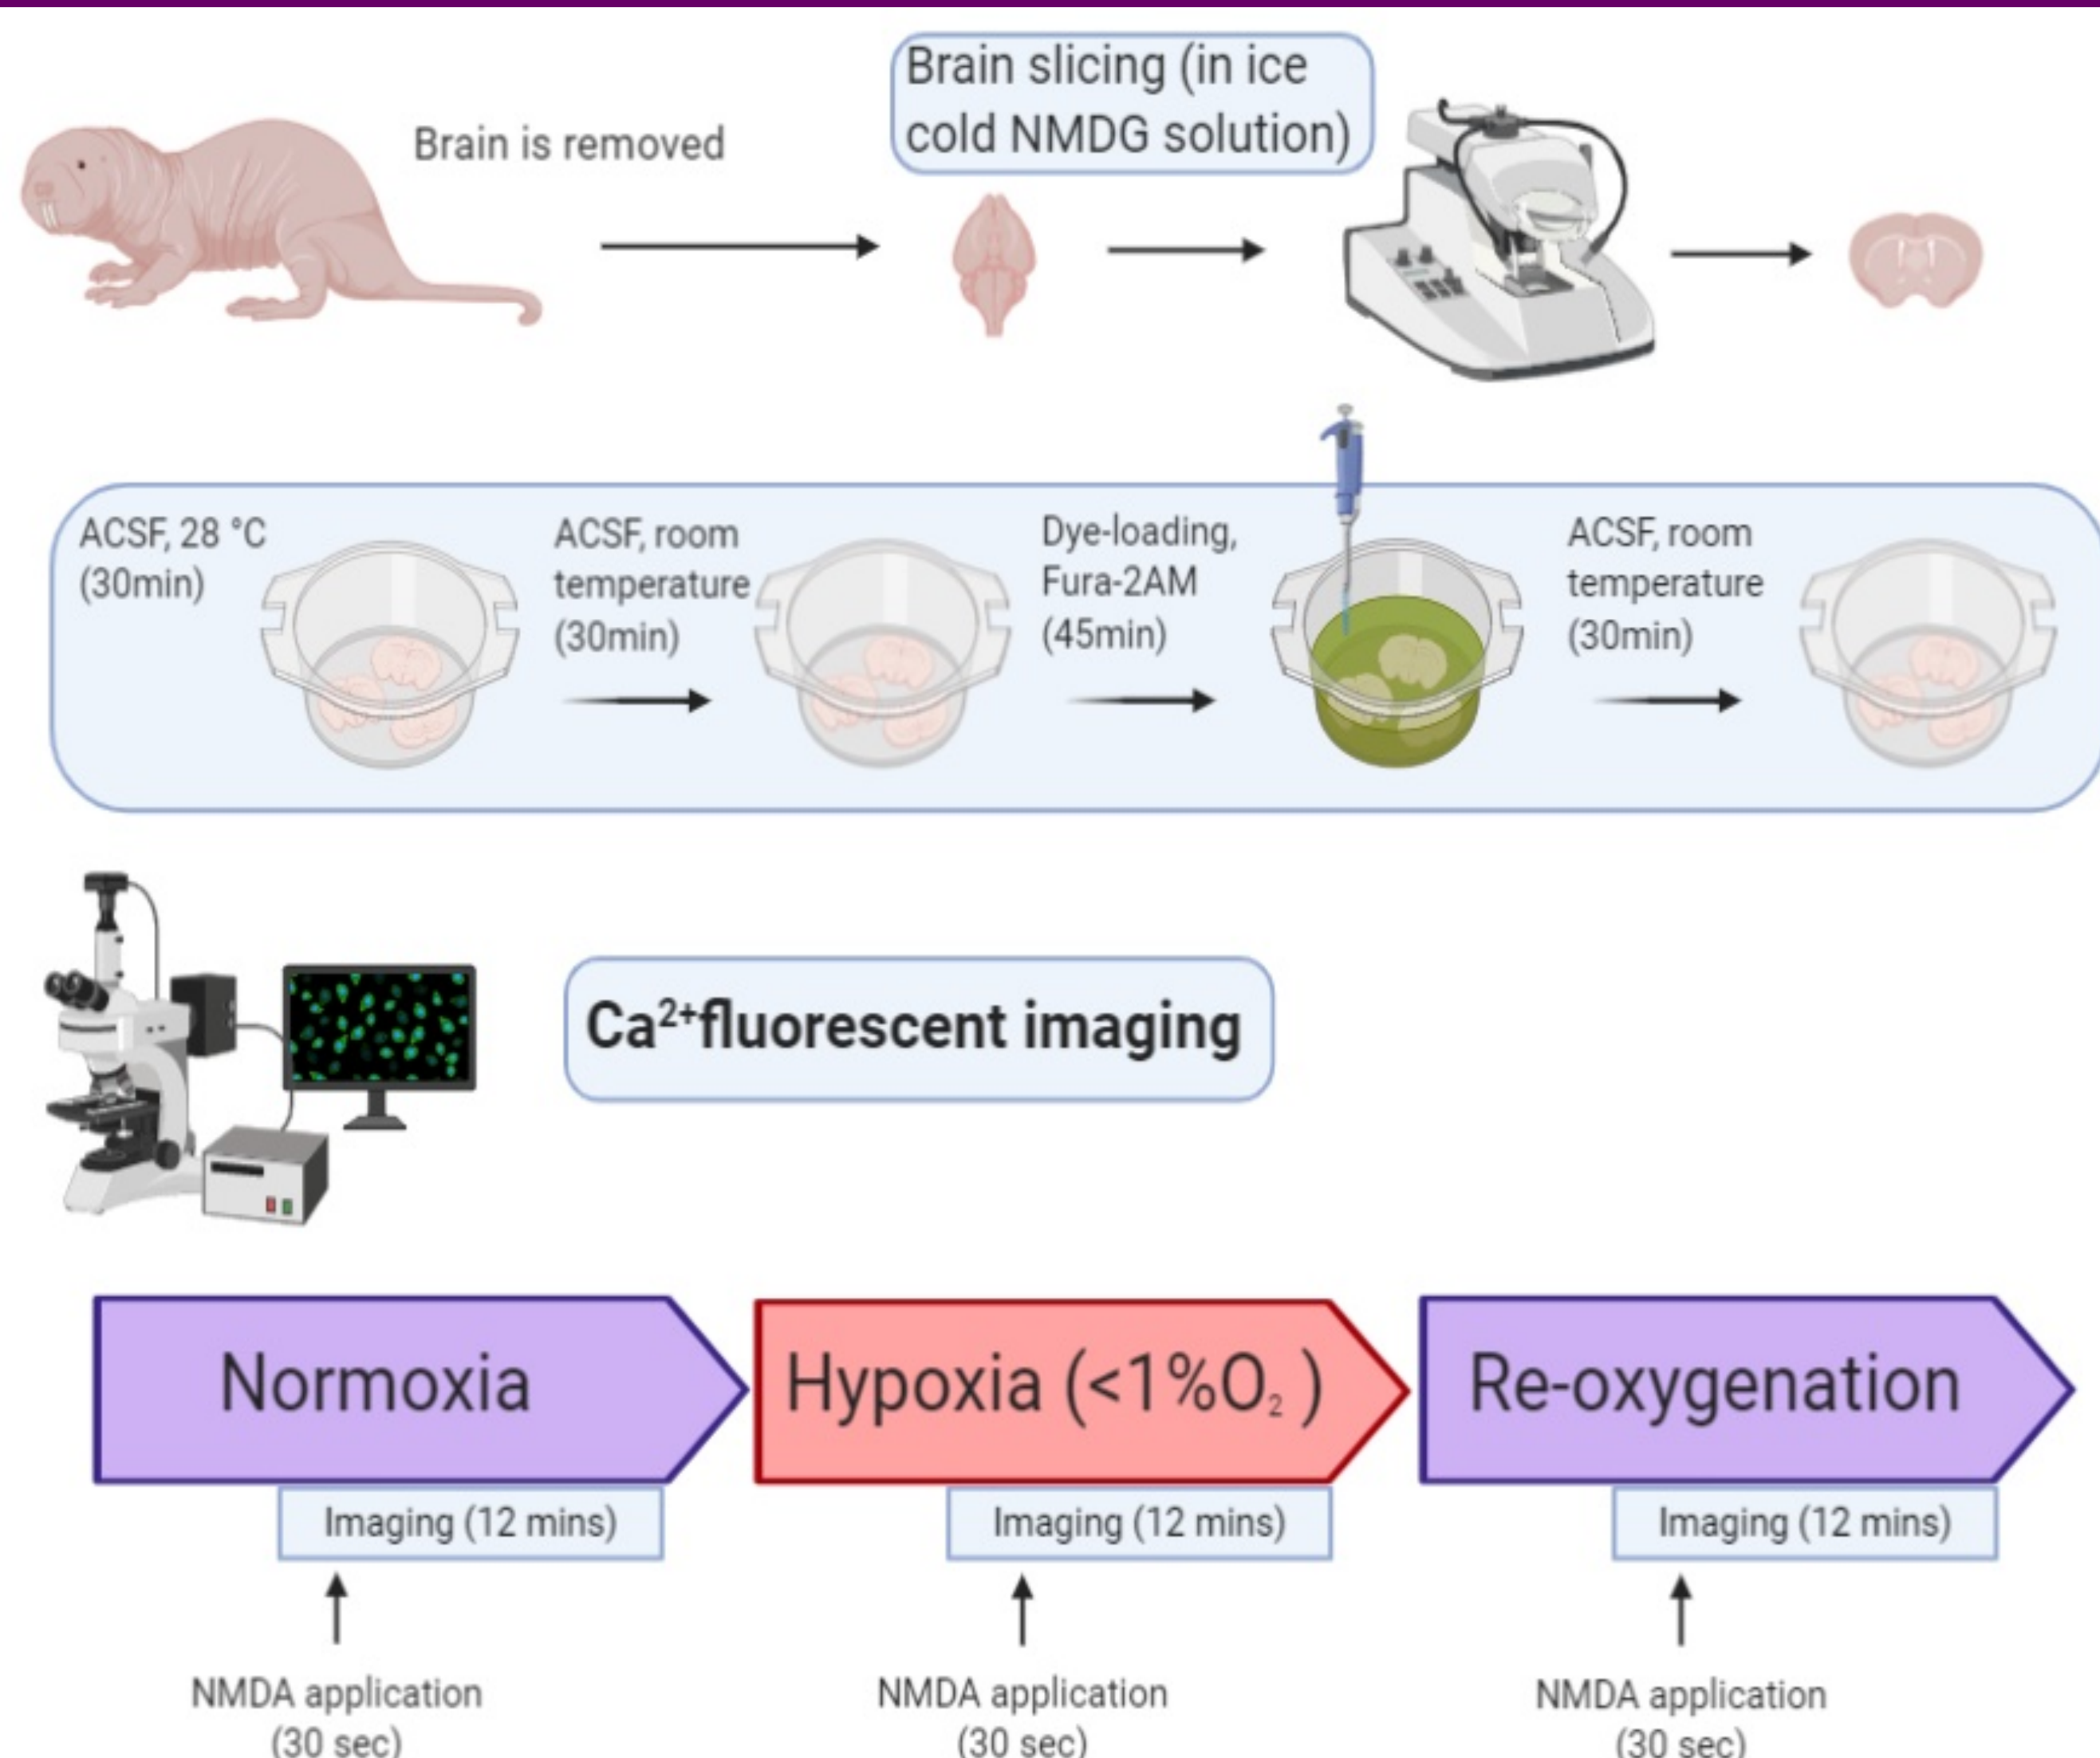 Brain is removed
Brain slicing (in ice
cold NMDG solution)
ACSF, 28 °C
(30min)
ACSF, room
temperature
(30min)
Dye-loading,
Fura-2AM
(45min)
ACSF, room
temperature
(30min)
Ca²⁺fluorescent imaging
Normoxia
Hypoxia (<1%O₂ )
Re-oxygenation
Imaging (12 mins)
Imaging (12 mins)
Imaging (12 mins)
NMDA application
(30 sec)
NMDA application
(30 sec)
NMDA application
(30 sec)